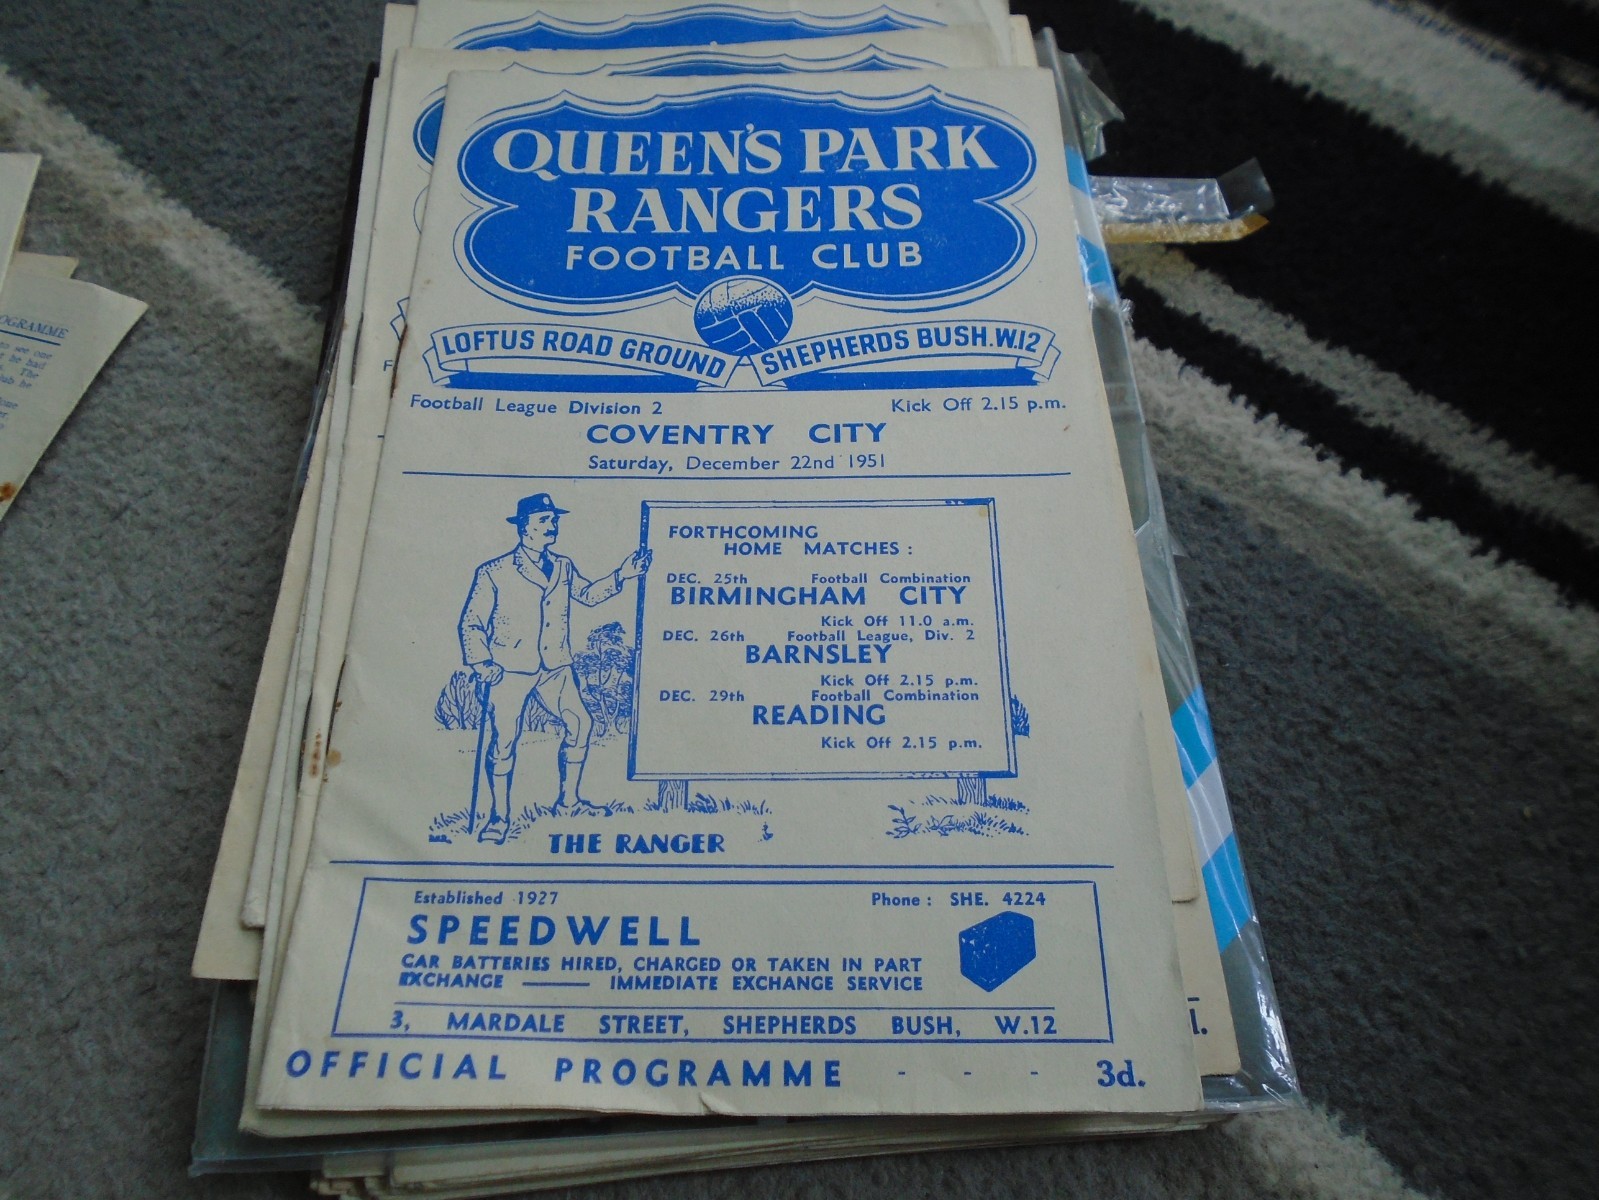 QUEEN'S PARK
RANGERS
FOOTBALL CLUB
LOFTUS ROAD GROUND SHEPHERDS BUSH. W.12
Football League Division 2 Kick Off 2.15 p.m.
COVENTRY CITY
Saturday, December 22nd 1951
FORTHCOMING
HOME MATCHES :
DEC. 25th Football Combination
BIRMINGHAM CITY
Kick Off 11.0 a.m.
DEC. 26th Football League, Div. 2
BARNSLEY
Kick Off 2.15 p.m.
DEC. 29th Football Combination
READING
Kick Off 2.15 p.m.
THE RANGER
Established 1927 Phone : SHE. 4224
SPEEDWELL
CAR BATTERIES HIRED, CHARGED OR TAKEN IN PART
EXCHANGE —— IMMEDIATE EXCHANGE SERVICE
3, MARDALE STREET, SHEPHERDS BUSH, W.12
OFFICIAL PROGRAMME - - - 3d.